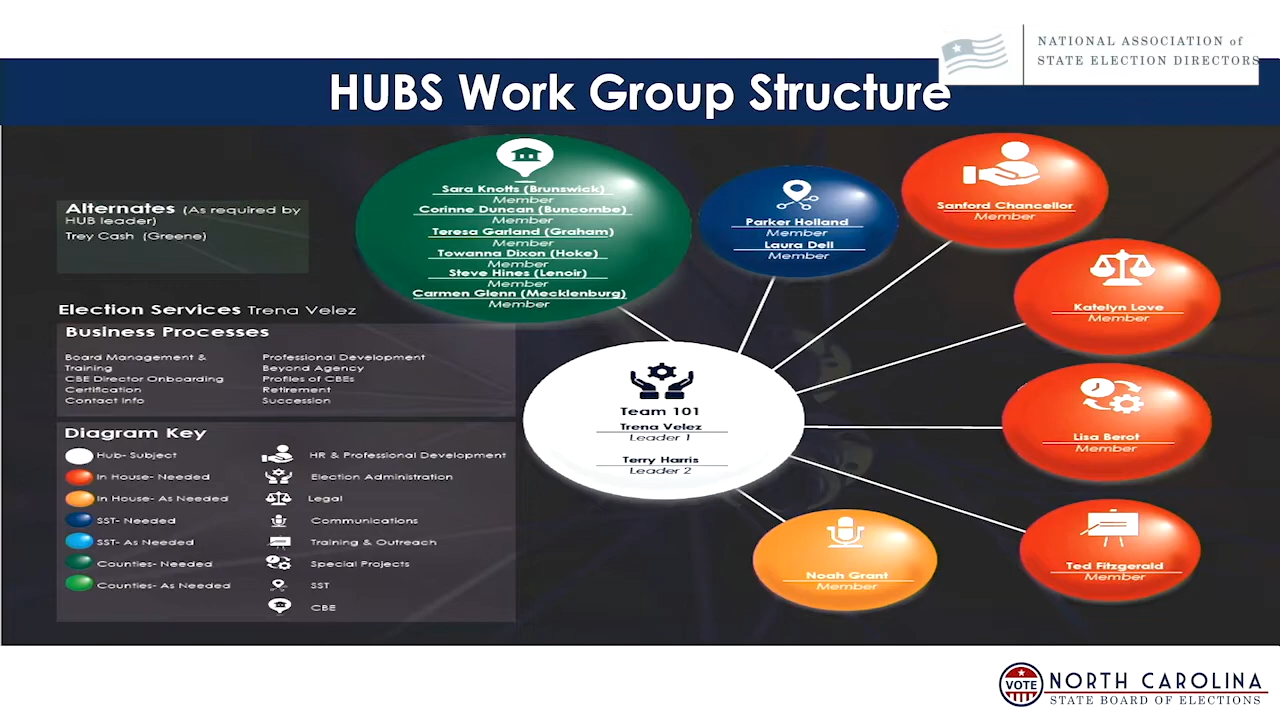 NATIONAL ASSOCIATION of
STATE ELECTION DIRECTORS
HUBS Work Group Structure
Alternates (As required by
HUB leader)
Trey Cash (Greene)
Sara Knotts (Brunswick)
Member
Corinne Duncan (Buncombe)
Member
Teresa Garland (Graham)
Member
Towanna Dixon (Hoke)
Member
Steve Hines (Lenoir)
Member
Carmen Glenn (Mecklenburg)
Member
Parker Holland
Member
Laura Dell
Member
Sanford Chancellor
Member
Katelyn Love
Member
Lisa Berot
Member
Ted Fitzgerald
Member
Noah Grant
Member
Team 101
Trena Velez
Leader 1
Terry Harris
Leader 2
Election Services Trena Velez
Business Processes
Board Management &
Training
CBE Director Onboarding
Certification
Contact Info
Professional Development
Beyond Agency
Profiles of CBEs
Retirement
Succession
Diagram Key
Hub- Subject
In House- Needed
In House- As Needed
SST- Needed
SST- As Needed
Counties- Needed
Counties- As Needed
HR & Professional Development
Election Administration
Legal
Communications
Training & Outreach
Special Projects
SST
CBE
VOTE
NORTH CAROLINA
STATE BOARD OF ELECTIONS